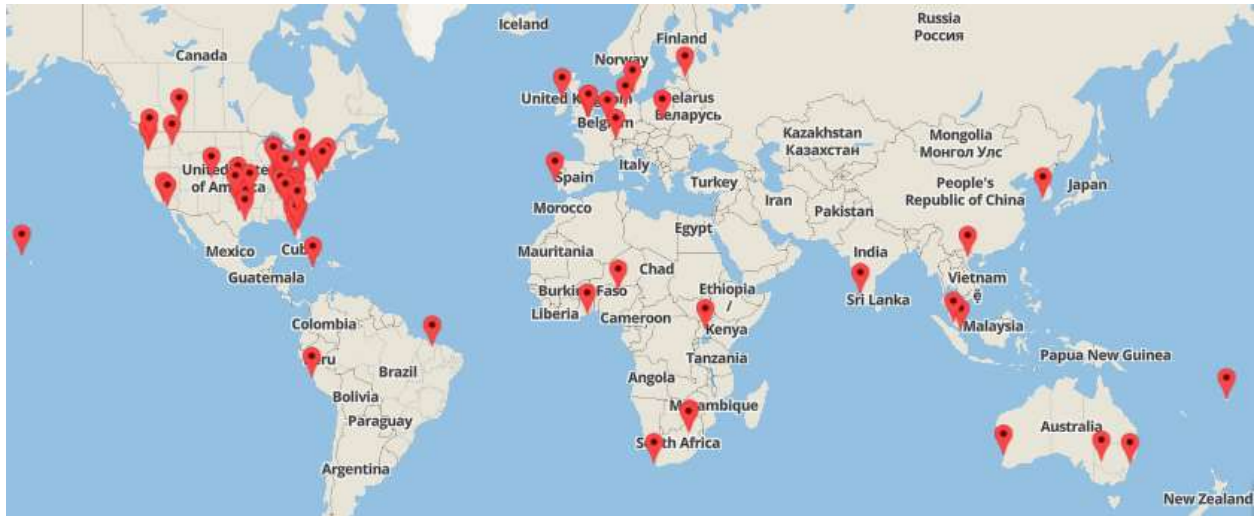 Iceland
Russia
Россия
Finland
Norway
Canada
United Kingdom
Belarus
Беларусь
Belgium
Kazakhstan
Казахстан
Mongolia
Монгол Улс
United States
of America
Italy
Spain
Turkey
People's
Republic of China
Japan
Iran
Morocco
Pakistan
Egypt
Mexico
Cuba
Mauritania
India
Guatemala
Chad
Vietnam
Burkina Faso
Ethiopia
/
Sri Lanka
Liberia
Cameroon
Colombia
Kenya
Malaysia
Peru
Tanzania
Papua New Guinea
Brazil
Angola
Bolivia
Mozambique
Paraguay
Australia
South Africa
Argentina
New Zealand